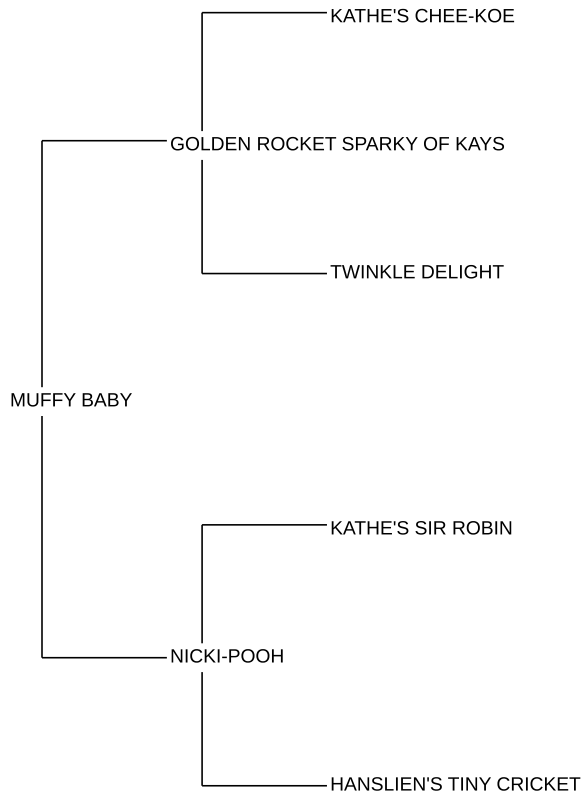 KATHE'S CHEE-KOE
GOLDEN ROCKET SPARKY OF KAYS
TWINKLE DELIGHT
MUFFY BABY
KATHE'S SIR ROBIN
NICKI-POOH
HANSLIEN'S TINY CRICKET